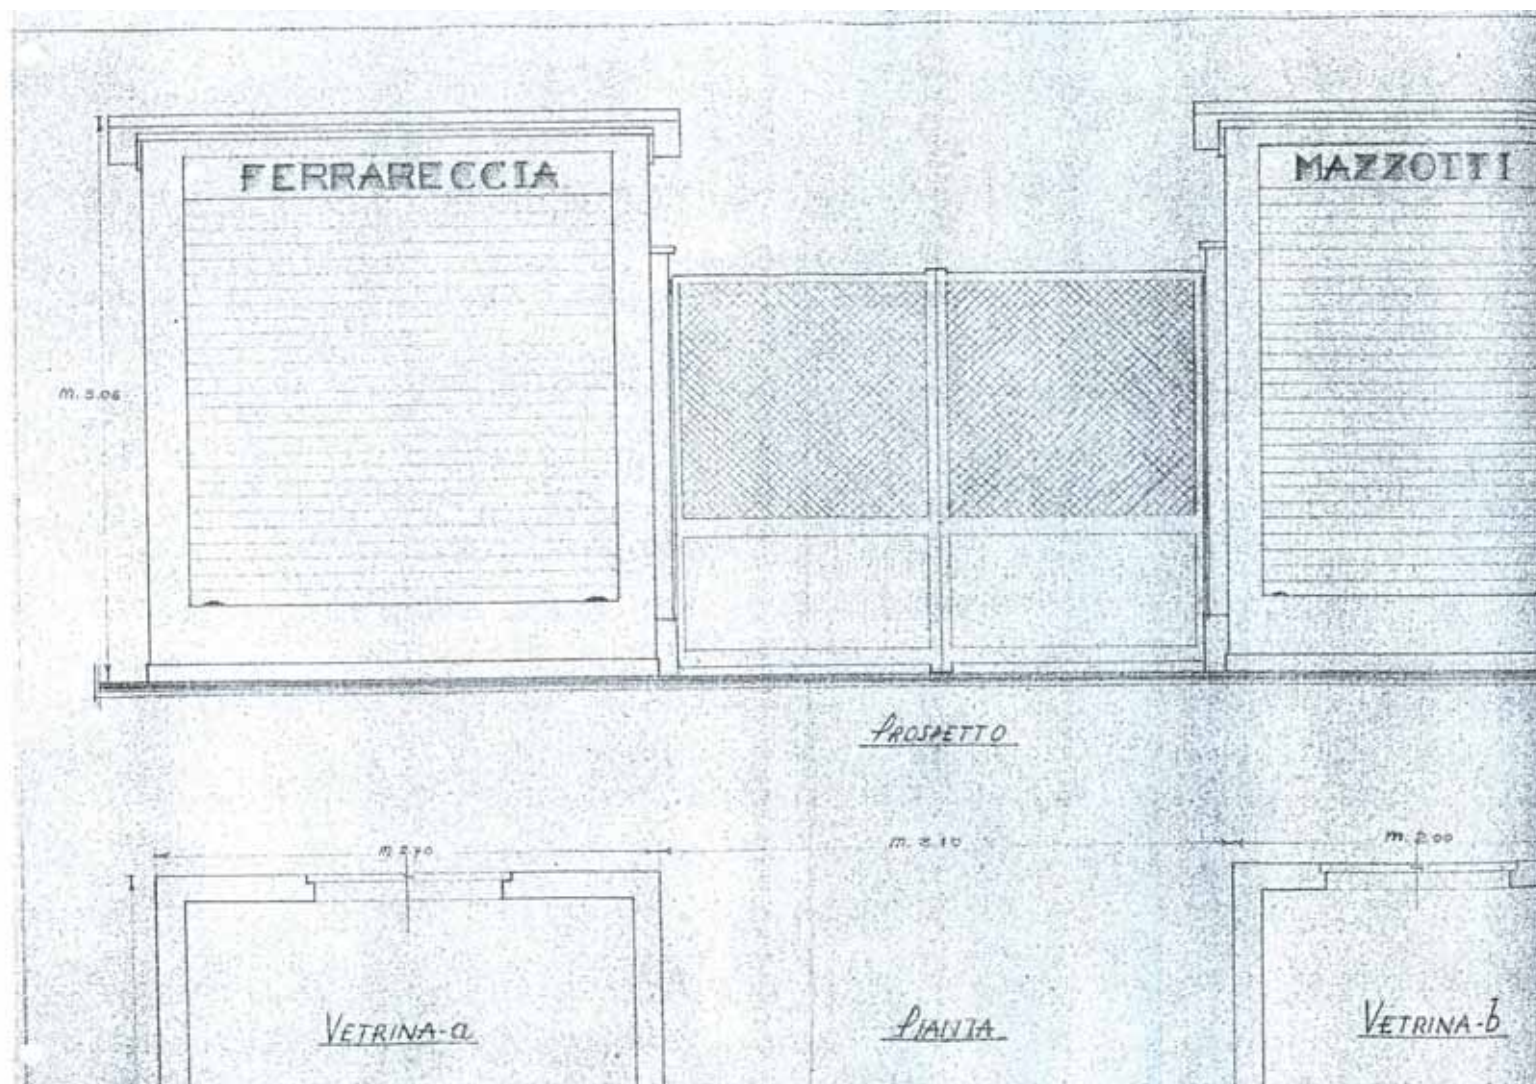 FERRARECCIA MAZZOTTI
m. 3.06
PROSPETTO
m 2.70 m. 3.10 m. 2.00
VETRINA-a PIANTA VETRINA-b